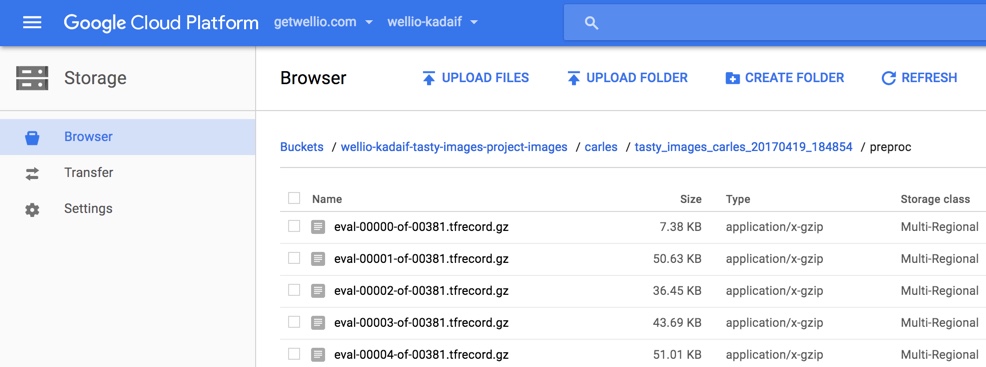 Google Cloud Platform getwellio.com wellio-kadaif
Storage
Browser UPLOAD FILES UPLOAD FOLDER CREATE FOLDER REFRESH
Browser
Transfer
Settings
Buckets / wellio-kadaif-tasty-images-project-images / carles / tasty_images_carles_20170419_184854 / preproc
Name Size Type Storage class
eval-00000-of-00381.tfrecord.gz 7.38 KB application/x-gzip Multi-Regional
eval-00001-of-00381.tfrecord.gz 50.63 KB application/x-gzip Multi-Regional
eval-00002-of-00381.tfrecord.gz 36.45 KB application/x-gzip Multi-Regional
eval-00003-of-00381.tfrecord.gz 43.69 KB application/x-gzip Multi-Regional
eval-00004-of-00381.tfrecord.gz 51.01 KB application/x-gzip Multi-Regional